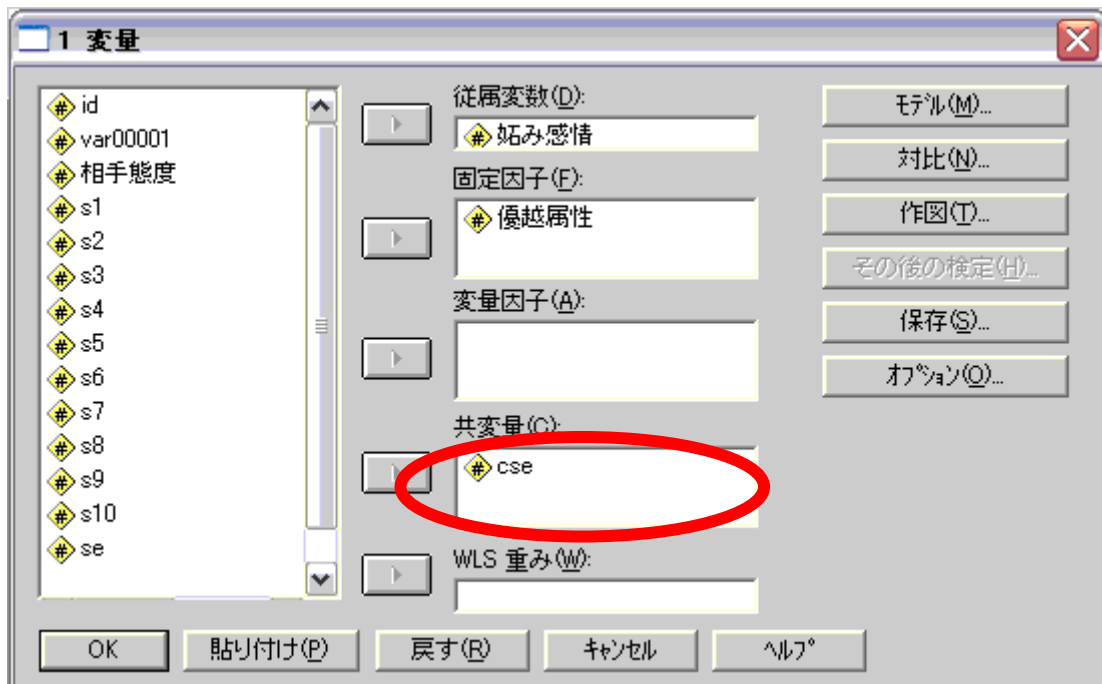 1 変量
id
var00001
相手態度
s1
s2
s3
s4
s5
s6
s7
s8
s9
s10
se
従属変数(D):
妬み感情
固定因子(F):
優越属性
変量因子(A):
共変量(C):
cse
WLS 重み(W):
モデル(M)...
対比(N)...
作図(T)...
その後の検定(H)...
保存(S)...
オプション(O)...
OK
貼り付け(P)
戻す(R)
キャンセル
ヘルプ